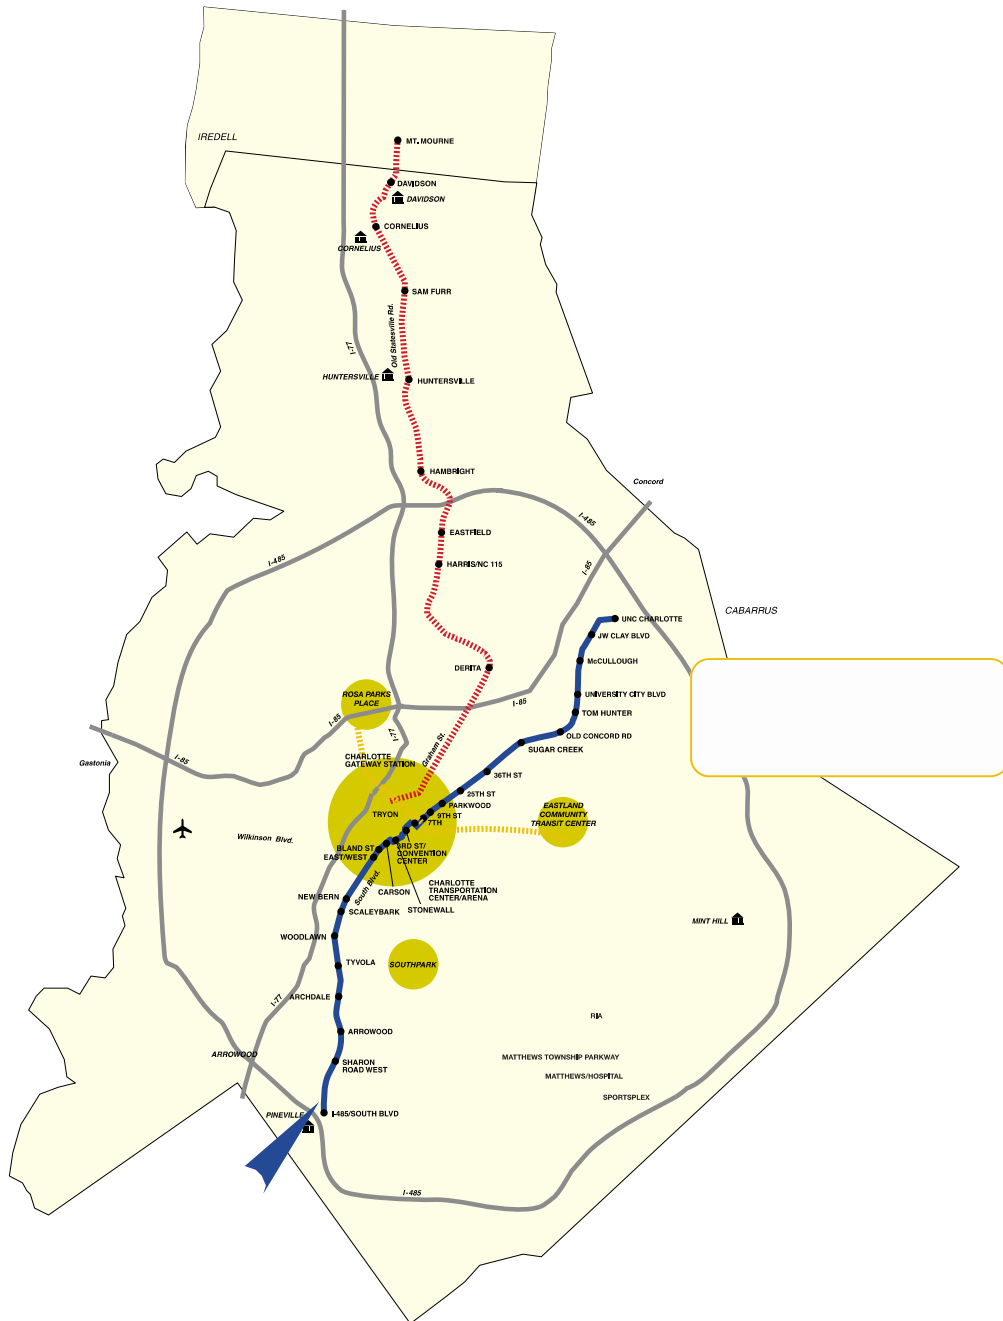 IREDELL
MT. MOURNE
DAVIDSON
DAVIDSON
CORNELIUS
CORNELIUS
SAM FURR
Old Statesville Rd.
I-77
HUNTERSVILLE
HUNTERSVILLE
HAMBRIGHT
Concord
I-485
EASTFIELD
I-485
HARRIS/NC 115
I-85
CABARRUS
UNC CHARLOTTE
JW CLAY BLVD
McCULLOUGH
DERITA
ROSA PARKS
PLACE
UNIVERSITY CITY BLVD
I-85
TOM HUNTER
I-85
I-77
Graham St.
OLD CONCORD RD
SUGAR CREEK
Gastonia
I-85
CHARLOTTE
GATEWAY STATION
36TH ST
25TH ST
PARKWOOD
TRYON
9TH ST
7TH
EASTLAND
COMMUNITY
TRANSIT CENTER
Wilkinson Blvd.
BLAND ST
EAST/WEST
3RD ST/
CONVENTION
CENTER
South Blvd.
CARSON
CHARLOTTE
TRANSPORTATION
CENTER/ARENA
STONEWALL
NEW BERN
SCALEYBARK
MINT HILL
WOODLAWN
TYVOLA
SOUTHPARK
ARCHDALE
I-77
RIA
ARROWOOD
ARROWOOD
MATTHEWS TOWNSHIP PARKWAY
SHARON
ROAD WEST
MATTHEWS/HOSPITAL
SPORTSPLEX
PINEVILLE
I-485/SOUTH BLVD
I-485